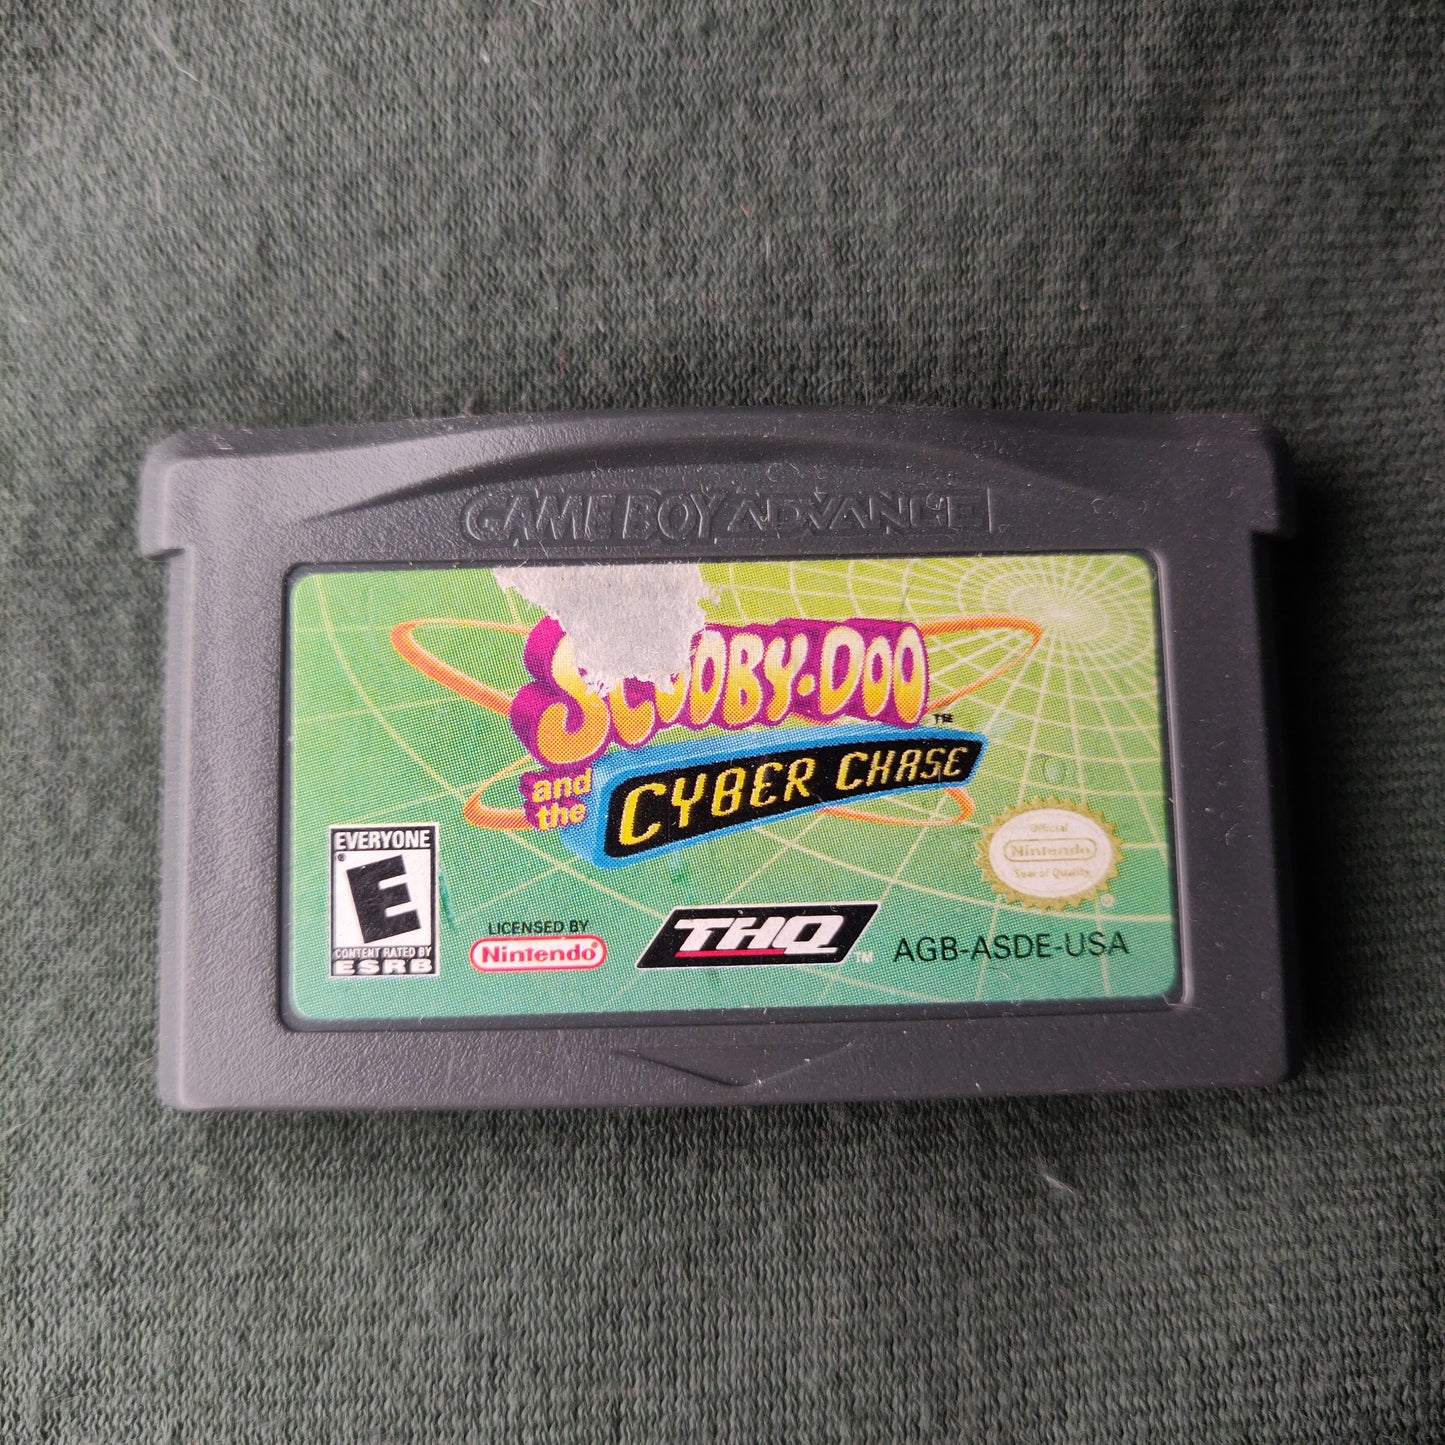 GAME BOY ADVANCE
SCOOBY-DOO ™
and the
CYBER CHASE
EVERYONE
E ®
CONTENT RATED BY
ESRB
LICENSED BY
Nintendo®
THQ ™
AGB-ASDE-USA
Official
Nintendo
Seal of Quality